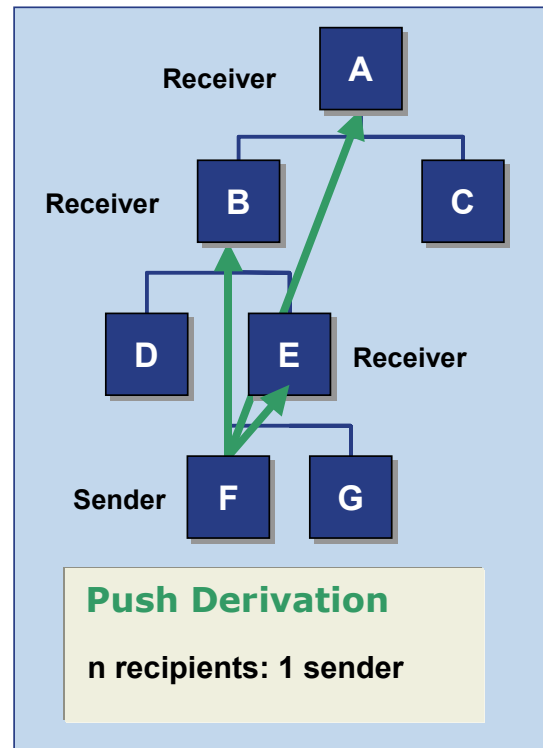 Receiver A
Receiver B C
D E Receiver
Sender F G
Push Derivation
n recipients: 1 sender